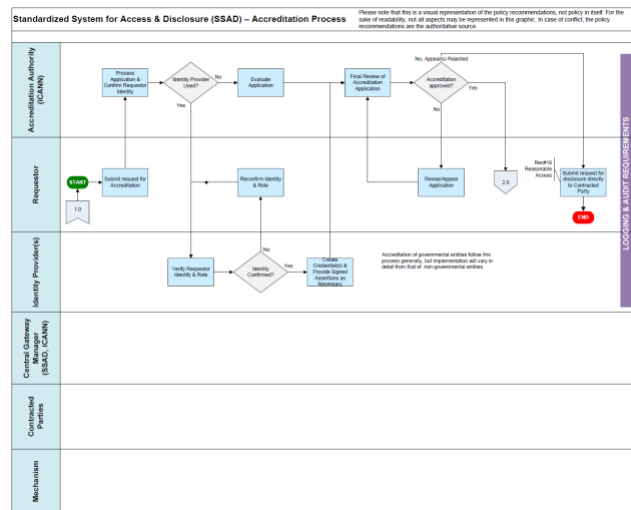 Standardized System for Access & Disclosure (SSAD) – Accreditation Process
Please note that this is a visual representation of the policy recommendations, not policy in itself. For the
sake of readability, not all aspects may be represented in this graphic. In case of conflict, the policy
recommendations are the authoritative source.
Accreditation Authority
(ICANN)
Process
Application &
Confirm Requestor
Identity
Identity Provider
Used?
No
Yes
Evaluate
Application
Final Review of
Accreditation
Application
No, Appeal(s) Rejected
Accreditation
approved?
Yes
No
Requestor
START
1.0
Submit request for
Accreditation
Reconfirm Identity
& Role
Revise/Appeal
Application
2.0
Rec#18
Reasonable
Access
Submit request for
disclosure directly
to Contracted
Party
END
Identity Provider(s)
Verify Requestor
Identity & Role
No
Identity
Confirmed?
Yes
Create
Credential(s) &
Provide Signed
Assertions as
Necessary
Accreditation of governmental entities follow this
process generally, but implementation will vary in
detail from that of non-governmental entities
LOGGING & AUDIT REQUIREMENTS
Central Gateway
Manager
(SSAD, ICANN)
Contracted
Parties
Mechanism